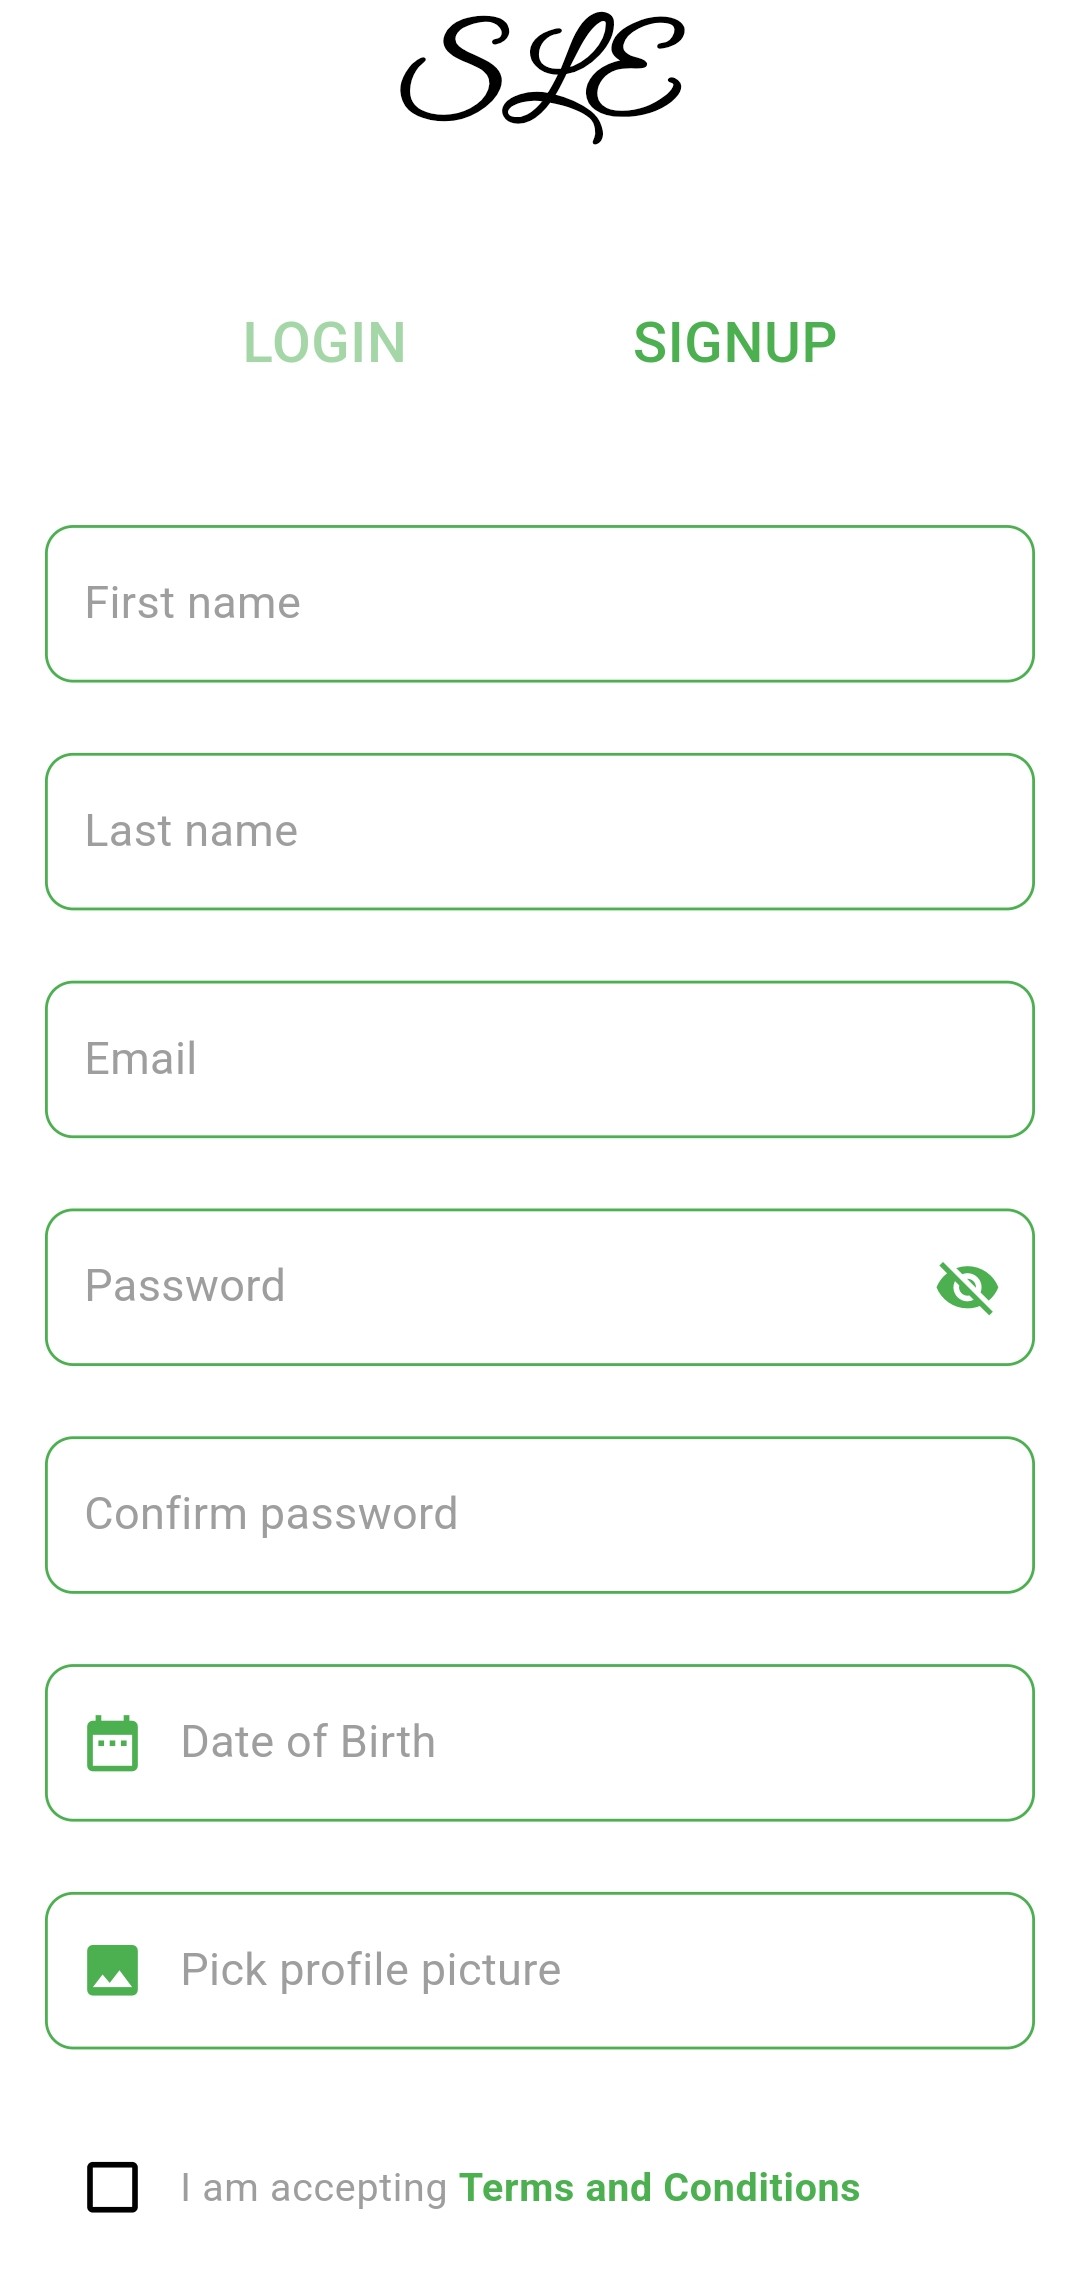 SLE
LOGIN SIGNUP
First name
Last name
Email
Password
Confirm password
Date of Birth
Pick profile picture
I am accepting Terms and Conditions